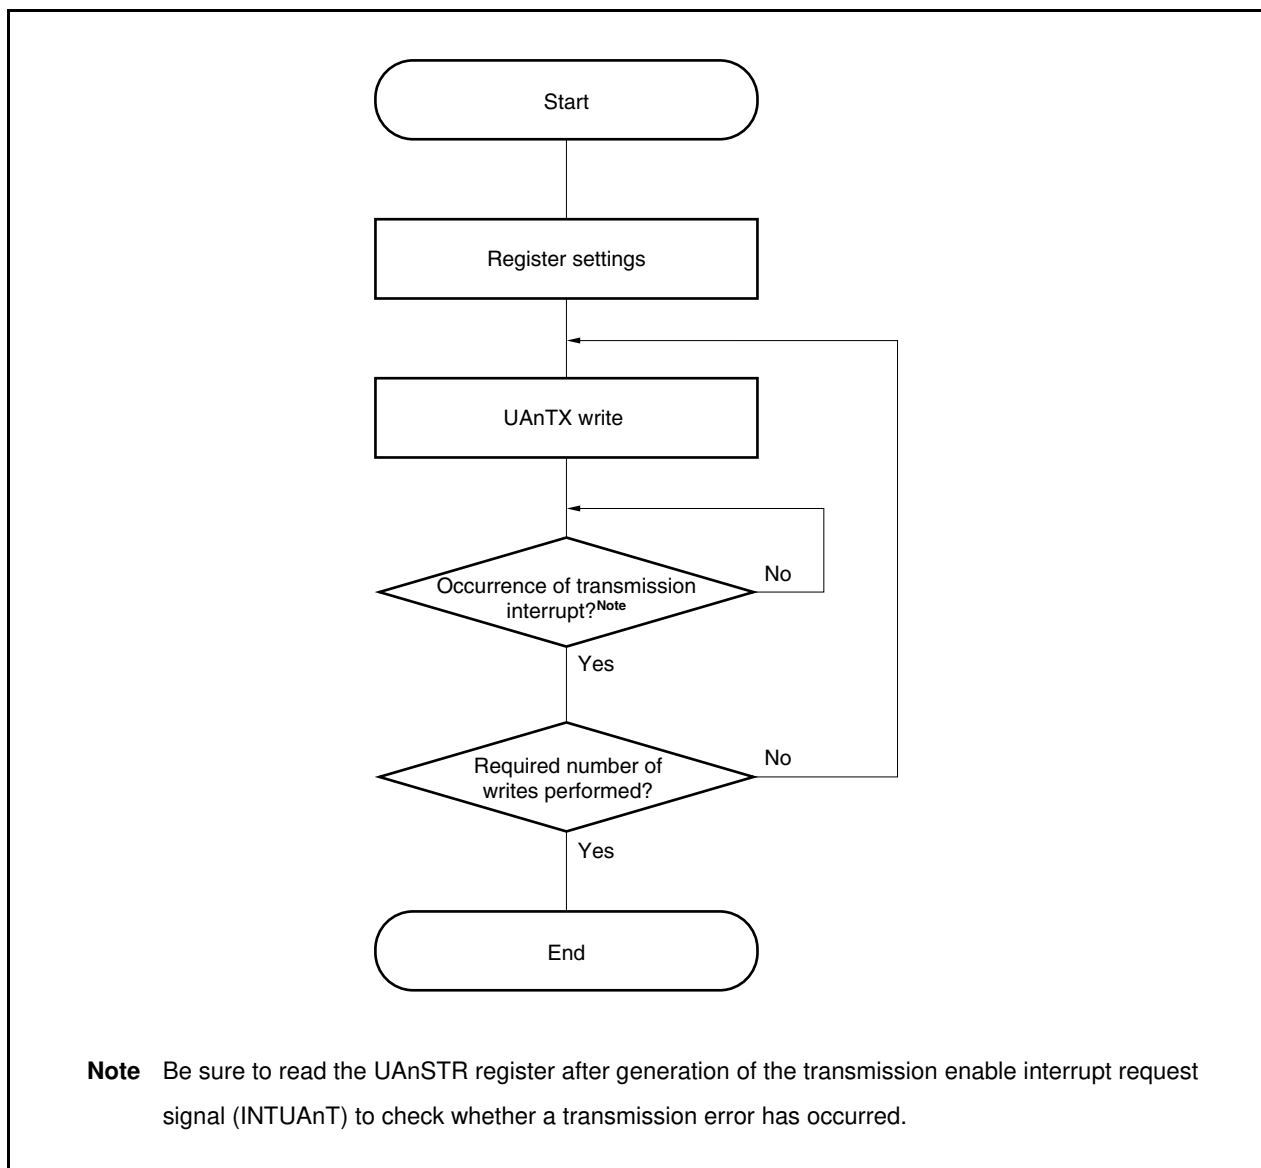 Start
Register settings
UAnTX write
Occurrence of transmission
interrupt?Note
No
Yes
Required number of
writes performed?
No
Yes
End
Note Be sure to read the UAnSTR register after generation of the transmission enable interrupt request
signal (INTUAnT) to check whether a transmission error has occurred.